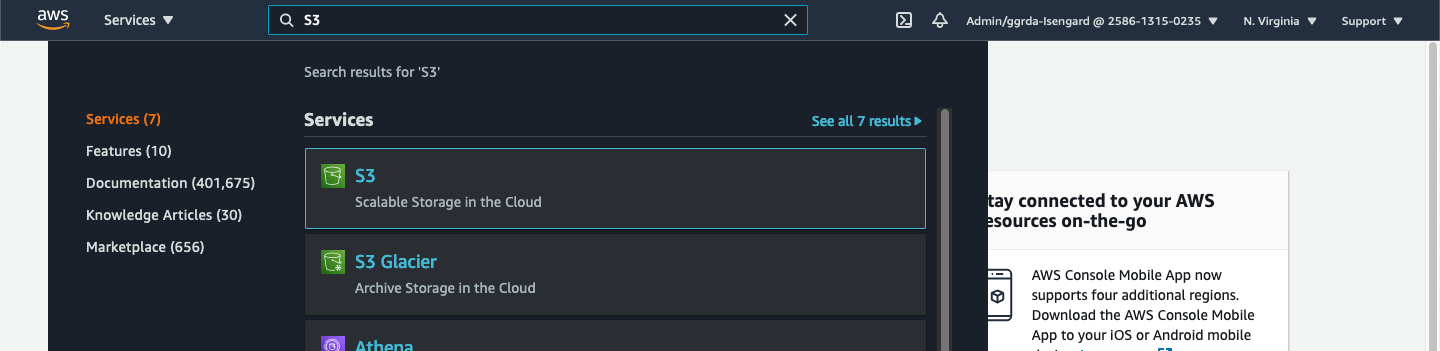 aws
Services ▼
S3
Admin/ggrda-Isengard @ 2586-1315-0235 ▼
N. Virginia ▼
Support ▼
Search results for 'S3'
Services (7)
Features (10)
Documentation (401,675)
Knowledge Articles (30)
Marketplace (656)
Services
See all 7 results
S3
Scalable Storage in the Cloud
S3 Glacier
Archive Storage in the Cloud
Athena
tay connected to your AWS
esources on-the-go
AWS Console Mobile App now
supports four additional regions.
Download the AWS Console Mobile
App to your iOS or Android mobile